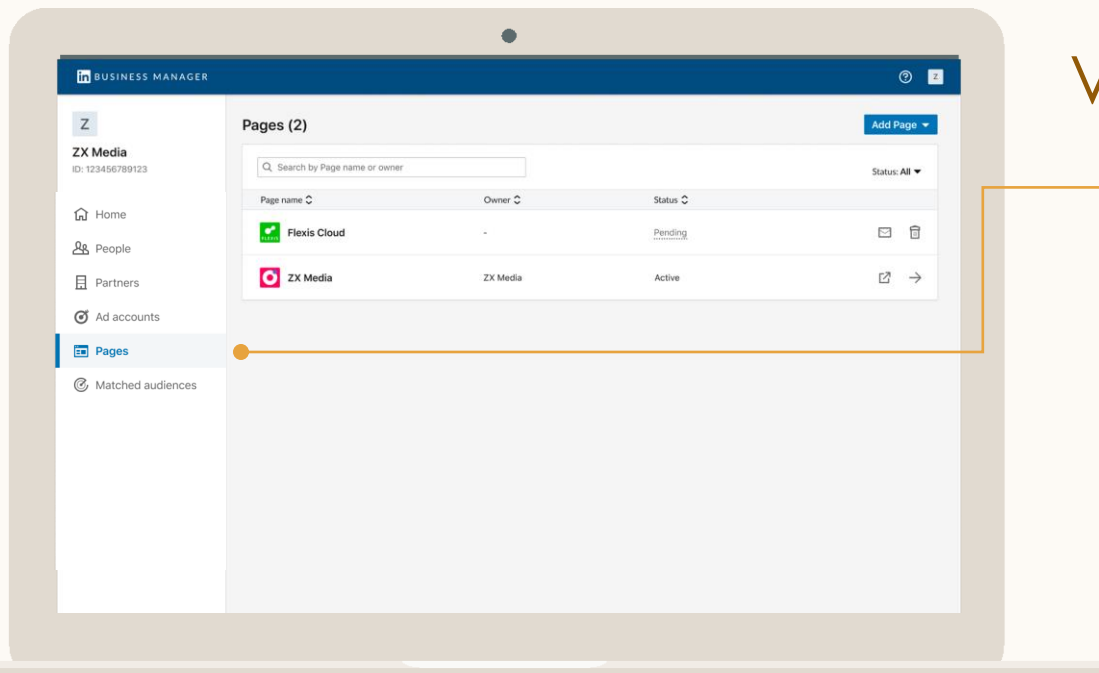 in BUSINESS MANAGER
Z
Z
ZX Media
ID: 123456789123
Home
People
Partners
Ad accounts
Pages
Matched audiences
Pages (2)
Add Page
Search by Page name or owner
Status: All
Page name Owner Status
FLEXIS Flexis Cloud - Pending
ZX Media ZX Media Active